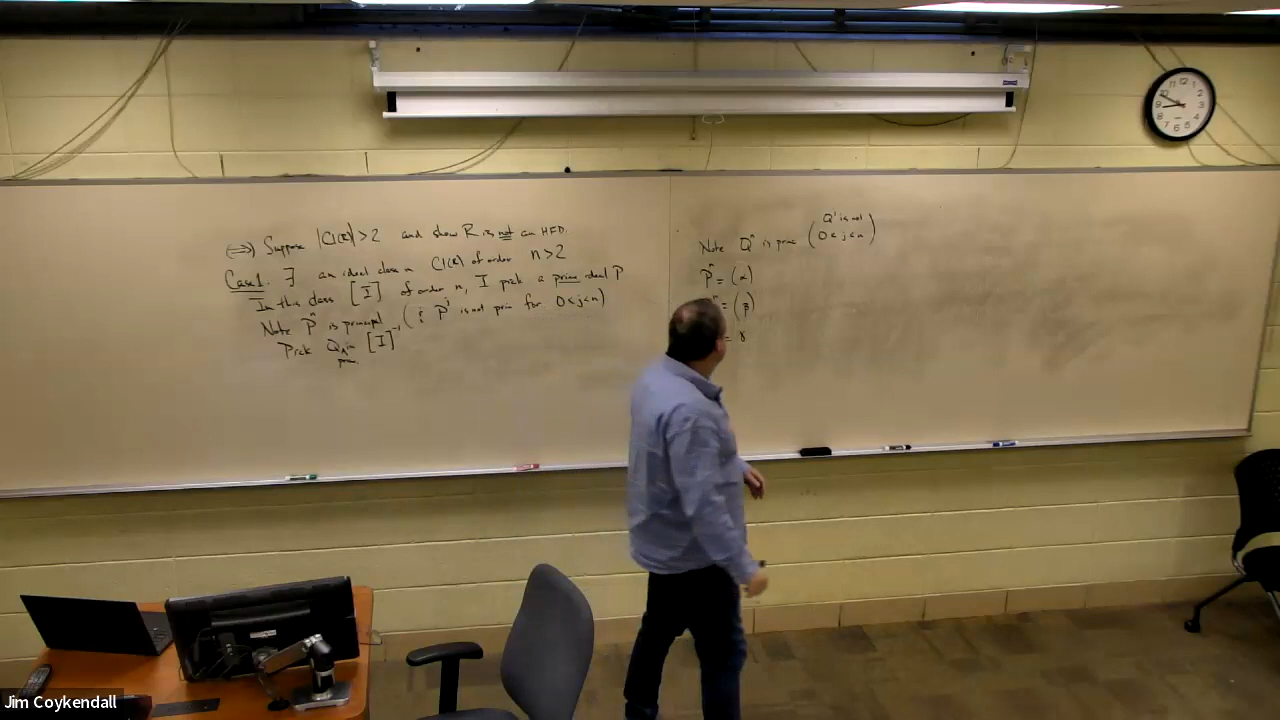 (⇒) Suppose |Cl(R)| > 2 and show R is not an HFD.
Case 1. ∃ an ideal class in Cl(R) of order n > 2
In this class [I] of order n, I pick a prime ideal P
Note Pⁿ is principal ( & Pʲ is not prin for 0<j<n)
Pick Q in [I]⁻¹
prime.
Note Qⁿ is princ (Qʲ is not
0<j<n)
Pⁿ = (α)
ⁿ = (β)
= γ
Jim Coykendall